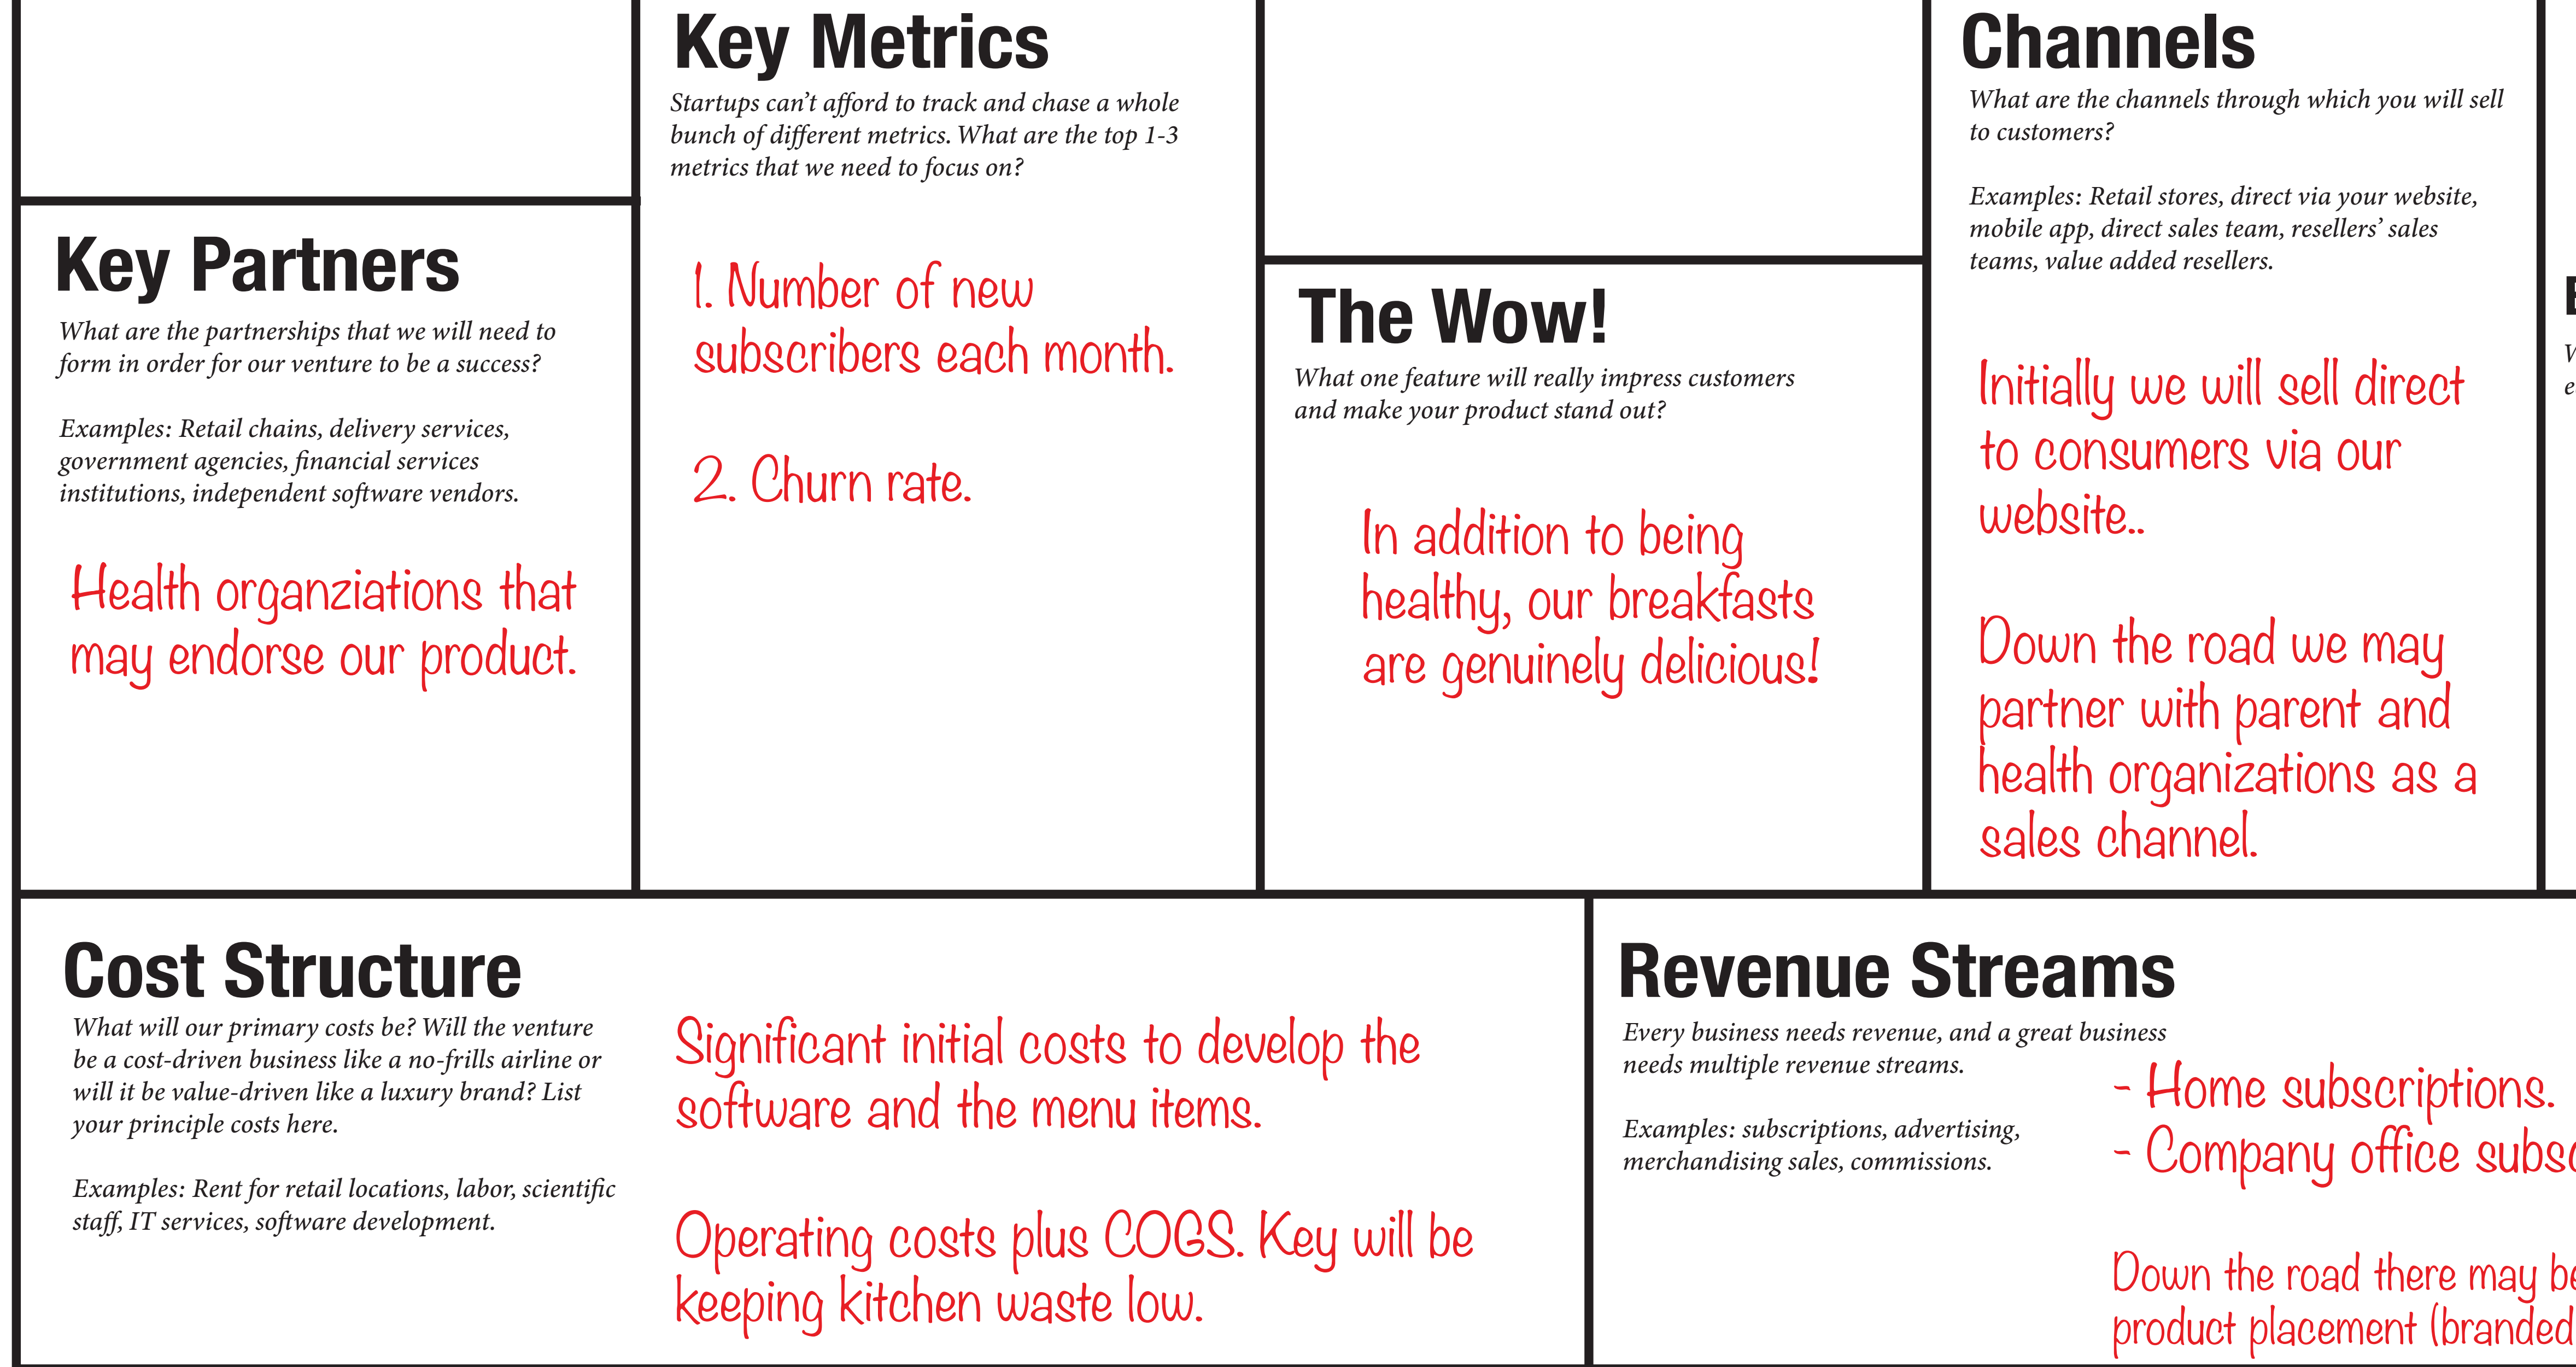 Key Metrics
Startups can’t afford to track and chase a whole
bunch of different metrics. What are the top 1-3
metrics that we need to focus on?
1. Number of new
subscribers each month.
2. Churn rate.
Channels
What are the channels through which you will sell
to customers?
Examples: Retail stores, direct via your website,
mobile app, direct sales team, resellers’ sales
teams, value added resellers.
Initially we will sell direct
to consumers via our
website..
Down the road we may
partner with parent and
health organizations as a
sales channel.
Key Partners
What are the partnerships that we will need to
form in order for our venture to be a success?
Examples: Retail chains, delivery services,
government agencies, financial services
institutions, independent software vendors.
Health organziations that
may endorse our product.
The Wow!
What one feature will really impress customers
and make your product stand out?
In addition to being
healthy, our breakfasts
are genuinely delicious!
Cost Structure
What will our primary costs be? Will the venture
be a cost-driven business like a no-frills airline or
will it be value-driven like a luxury brand? List
your principle costs here.
Examples: Rent for retail locations, labor, scientific
staff, IT services, software development.
Significant initial costs to develop the
software and the menu items.
Operating costs plus COGS. Key will be
keeping kitchen waste low.
Revenue Streams
Every business needs revenue, and a great business
needs multiple revenue streams.
Examples: subscriptions, advertising,
merchandising sales, commissions.
- Home subscriptions.
- Company office
Down the road there may be
product placement (branded